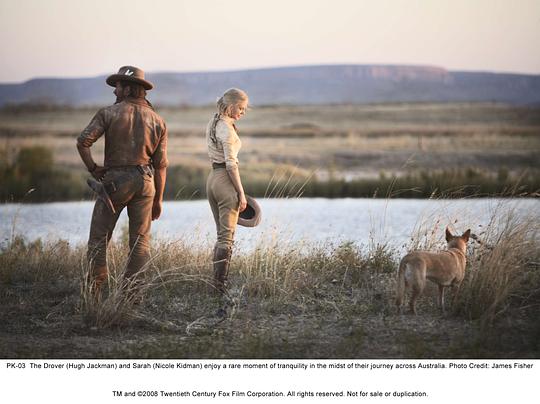 PK-03 The Drover (Hugh Jackman) and Sarah (Nicole Kidman) enjoy a rare moment of tranquility in the midst of their journey across Australia. Photo Credit: James Fisher
TM and ©2008 Twentieth Century Fox Film Corporation. All rights reserved. Not for sale or duplication.